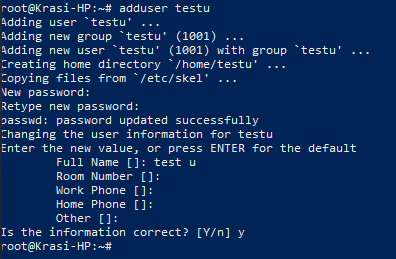 root@Krasi-HP:~# adduser testu
Adding user `testu' ...
Adding new group `testu' (1001) ...
Adding new user `testu' (1001) with group `testu' ...
Creating home directory `/home/testu' ...
Copying files from `/etc/skel' ...
New password:
Retype new password:
passwd: password updated successfully
Changing the user information for testu
Enter the new value, or press ENTER for the default
        Full Name []: test u
        Room Number []:
        Work Phone []:
        Home Phone []:
        Other []:
Is the information correct? [Y/n] y
root@Krasi-HP:~#